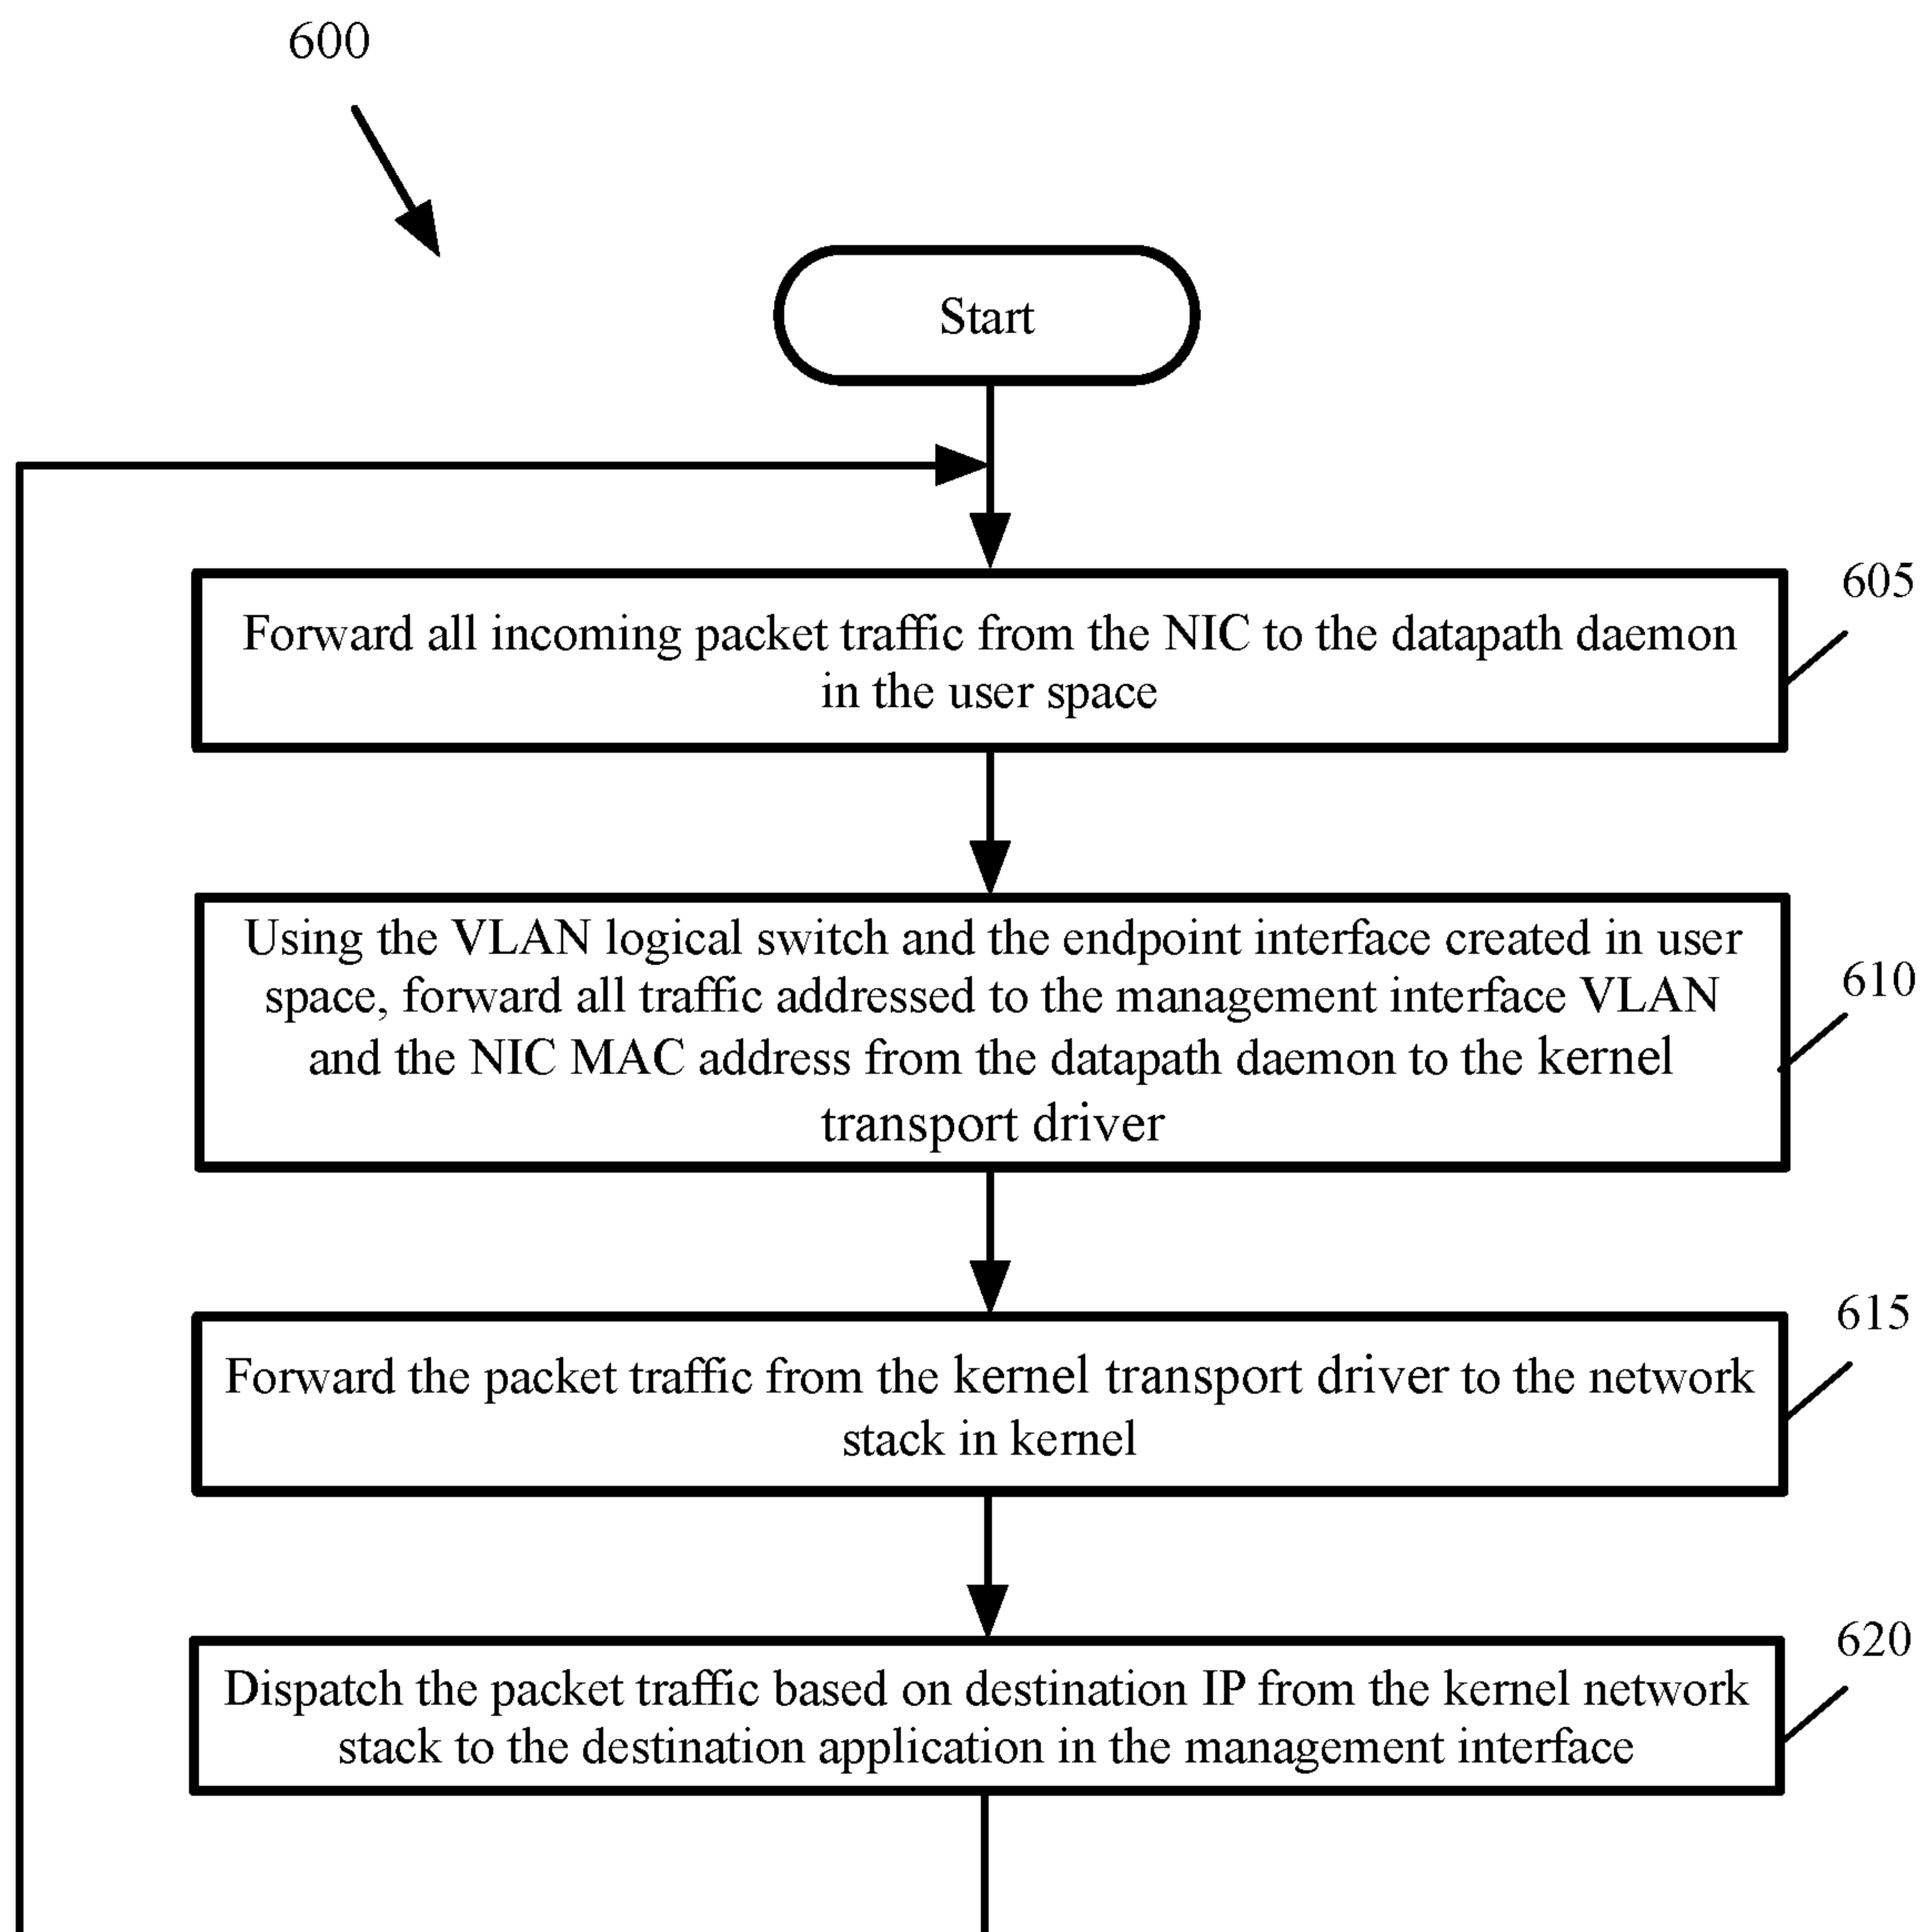 600
Start
605
Forward all incoming packet traffic from the NIC to the datapath daemon
in the user space
610
Using the VLAN logical switch and the endpoint interface created in user
space, forward all traffic addressed to the management interface VLAN
and the NIC MAC address from the datapath daemon to the kernel
transport driver
615
Forward the packet traffic from the kernel transport driver to the network
stack in kernel
620
Dispatch the packet traffic based on destination IP from the kernel network
stack to the destination application in the management interface